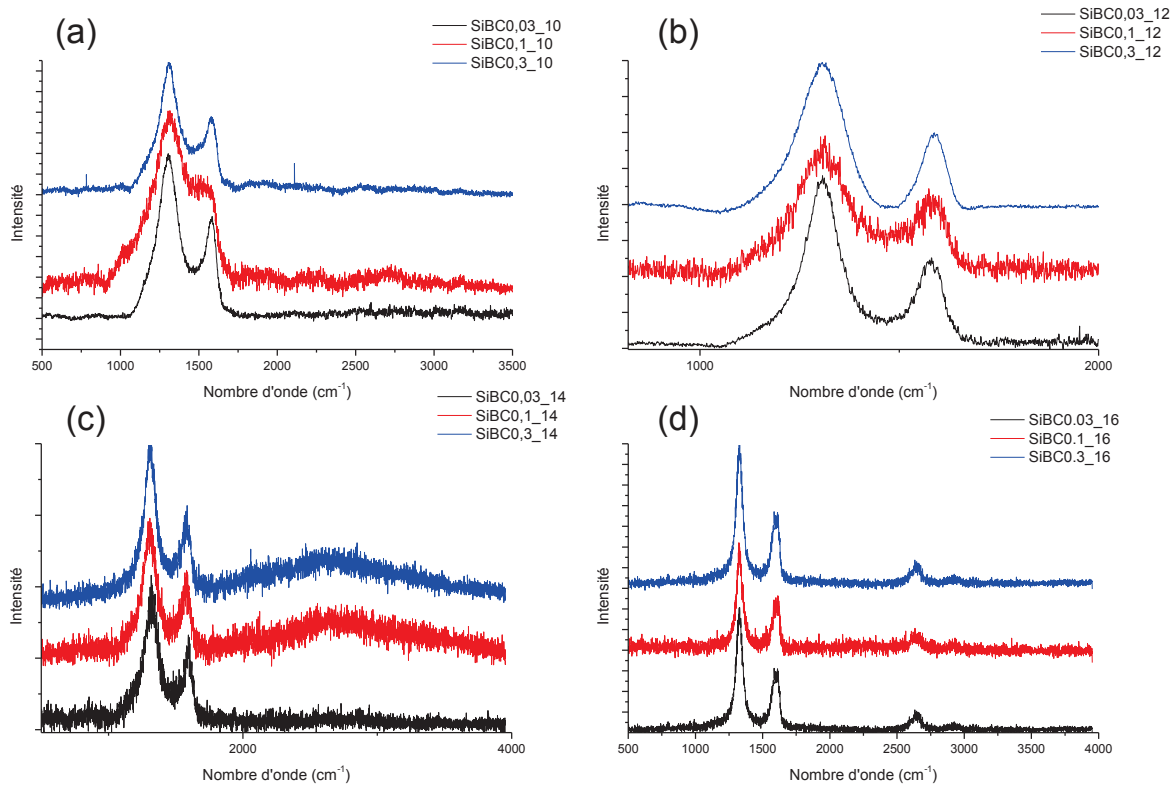 (a)
SiBC0,03_10
SiBC0,1_10
SiBC0,3_10
Intensité
500 1000 1500 2000 2500 3000 3500
Nombre d'onde (cm-1)
(b)
SiBC0,03_12
SiBC0,1_12
SiBC0,3_12
Intensité
1000 2000
Nombre d'onde (cm-1)
(c)
SiBC0,03_14
SiBC0,1_14
SiBC0,3_14
Intensité
2000 4000
Nombre d'onde (cm-1)
(d)
SiBC0.03_16
SiBC0.1_16
SiBC0.3_16
Intensité
500 1000 1500 2000 2500 3000 3500 4000
Nombre d'onde (cm-1)